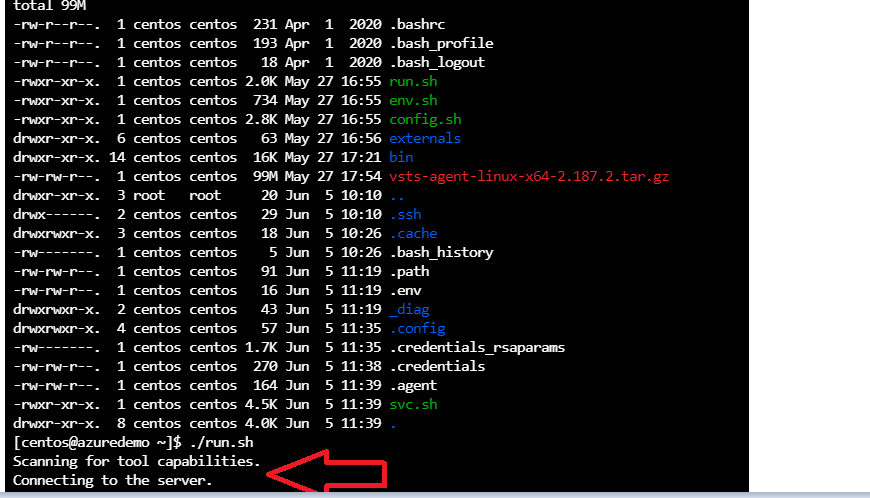 total 99M
-rw-r--r--. 1 centos centos 231 Apr 1 2020 .bashrc
-rw-r--r--. 1 centos centos 193 Apr 1 2020 .bash_profile
-rw-r--r--. 1 centos centos 18 Apr 1 2020 .bash_logout
-rwxr-xr-x. 1 centos centos 2.0K May 27 16:55 run.sh
-rwxr-xr-x. 1 centos centos 734 May 27 16:55 env.sh
-rwxr-xr-x. 1 centos centos 2.8K May 27 16:55 config.sh
drwxr-xr-x. 6 centos centos 63 May 27 16:56 externals
drwxr-xr-x. 14 centos centos 16K May 27 17:21 bin
-rw-rw-r--. 1 centos centos 99M May 27 17:54 vsts-agent-linux-x64-2.187.2.tar.gz
drwxr-xr-x. 3 root root 20 Jun 5 10:10 ..
drwx------. 2 centos centos 29 Jun 5 10:10 .ssh
drwxrwxr-x. 3 centos centos 18 Jun 5 10:26 .cache
-rw-------. 1 centos centos 5 Jun 5 10:26 .bash_history
-rw-rw-r--. 1 centos centos 91 Jun 5 11:19 .path
-rw-rw-r--. 1 centos centos 16 Jun 5 11:19 .env
drwxrwxr-x. 2 centos centos 43 Jun 5 11:19 _diag
drwxrwxr-x. 4 centos centos 57 Jun 5 11:35 .config
-rw-------. 1 centos centos 1.7K Jun 5 11:35 .credentials_rsaparams
-rw-rw-r--. 1 centos centos 270 Jun 5 11:38 .credentials
-rw-rw-r--. 1 centos centos 164 Jun 5 11:39 .agent
-rwxr-xr-x. 1 centos centos 4.5K Jun 5 11:39 svc.sh
drwxr-xr-x. 8 centos centos 4.0K Jun 5 11:39 .
[centos@azuredemo ~]$ ./run.sh
Scanning for tool capabilities.
Connecting to the server.